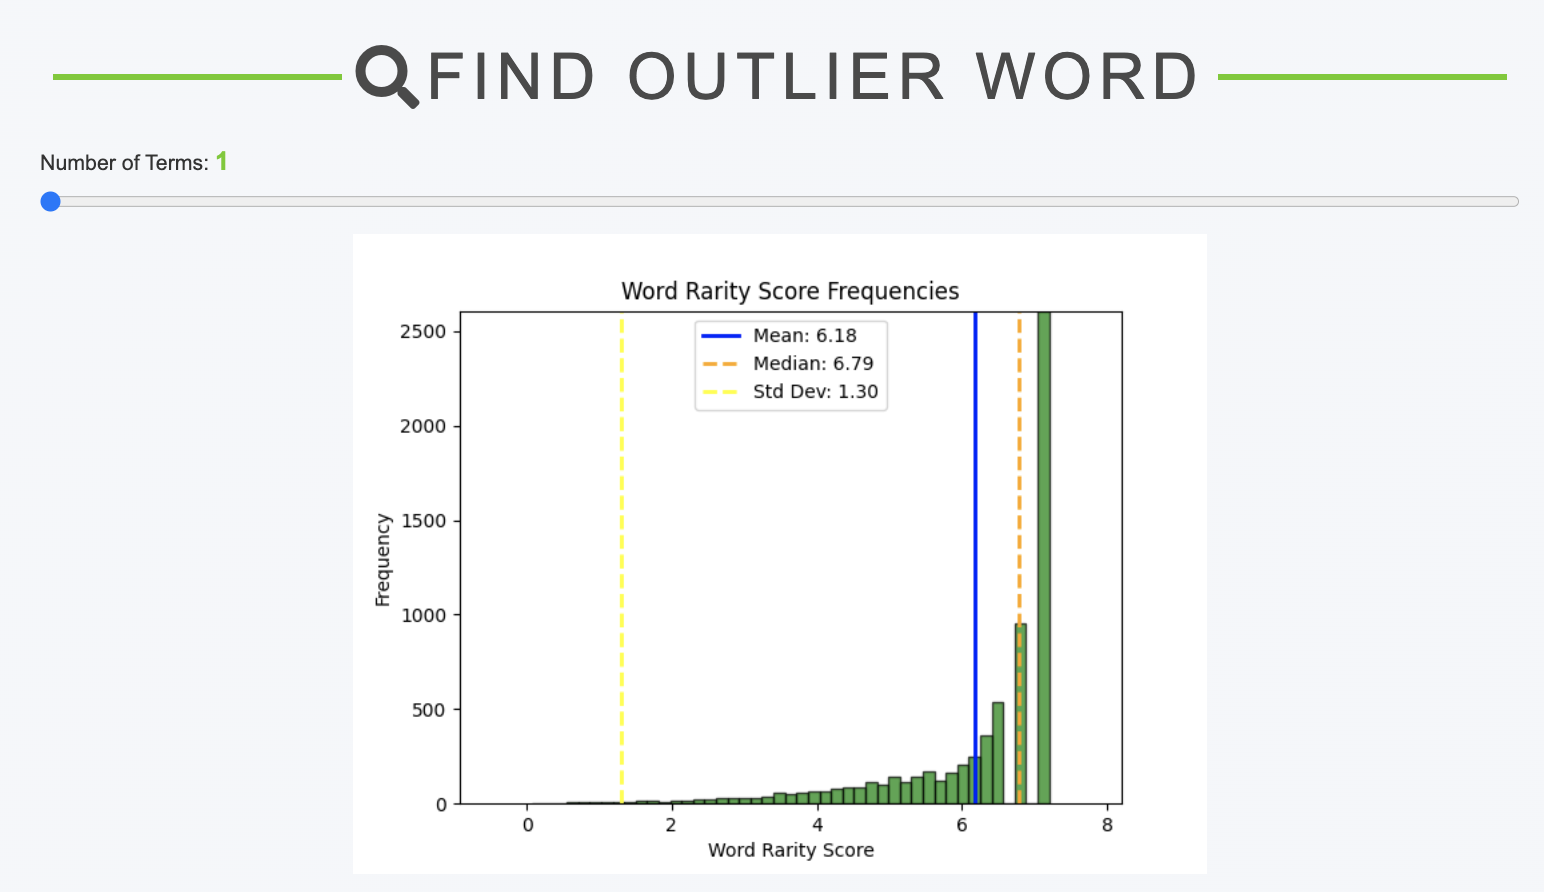 FIND OUTLIER WORD
Number of Terms: 1
Word Rarity Score Frequencies
Mean: 6.18
Median: 6.79
Std Dev: 1.30
2500
2000
1500
1000
500
0
Frequency
0 2 4 6 8
Word Rarity Score